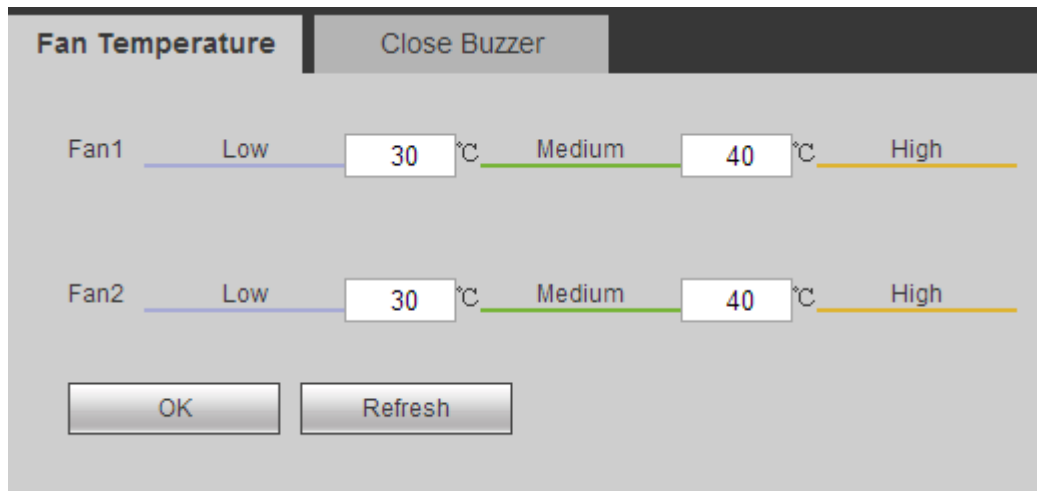 Fan Temperature Close Buzzer
Fan1 Low 30 ℃ Medium 40 ℃ High
Fan2 Low 30 ℃ Medium 40 ℃ High
OK Refresh